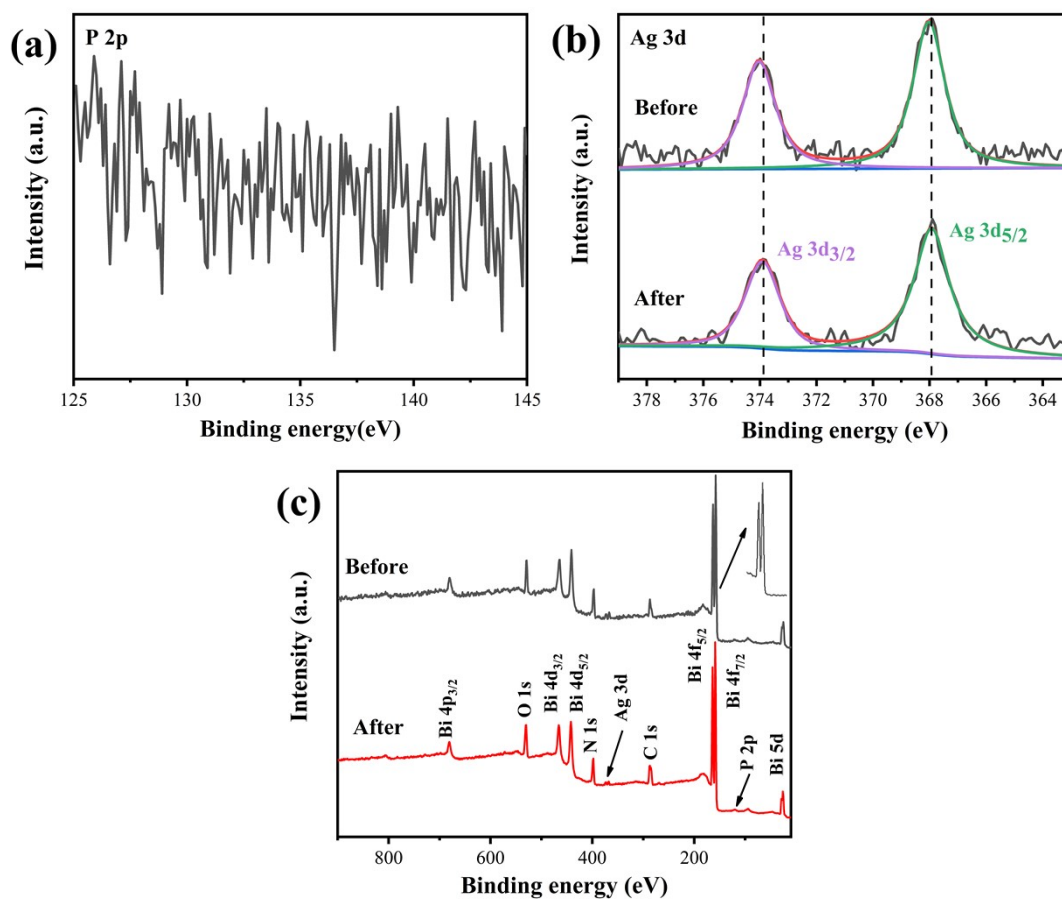 (a)
P 2p
Intensity (a.u.)
125 130 135 140 145
Binding energy(eV)
(b)
Ag 3d
Before
Ag 3d5/2
Ag 3d3/2
After
Intensity (a.u.)
378 376 374 372 370 368 366 364
Binding energy (eV)
(c)
Before
Intensity (a.u.)
After
Bi 4p3/2
O 1s
Bi 4d3/2
Bi 4d5/2
N 1s
Ag 3d
C 1s
Bi 4f5/2
Bi 4f7/2
P 2p
Bi 5d
800 600 400 200
Binding energy (eV)